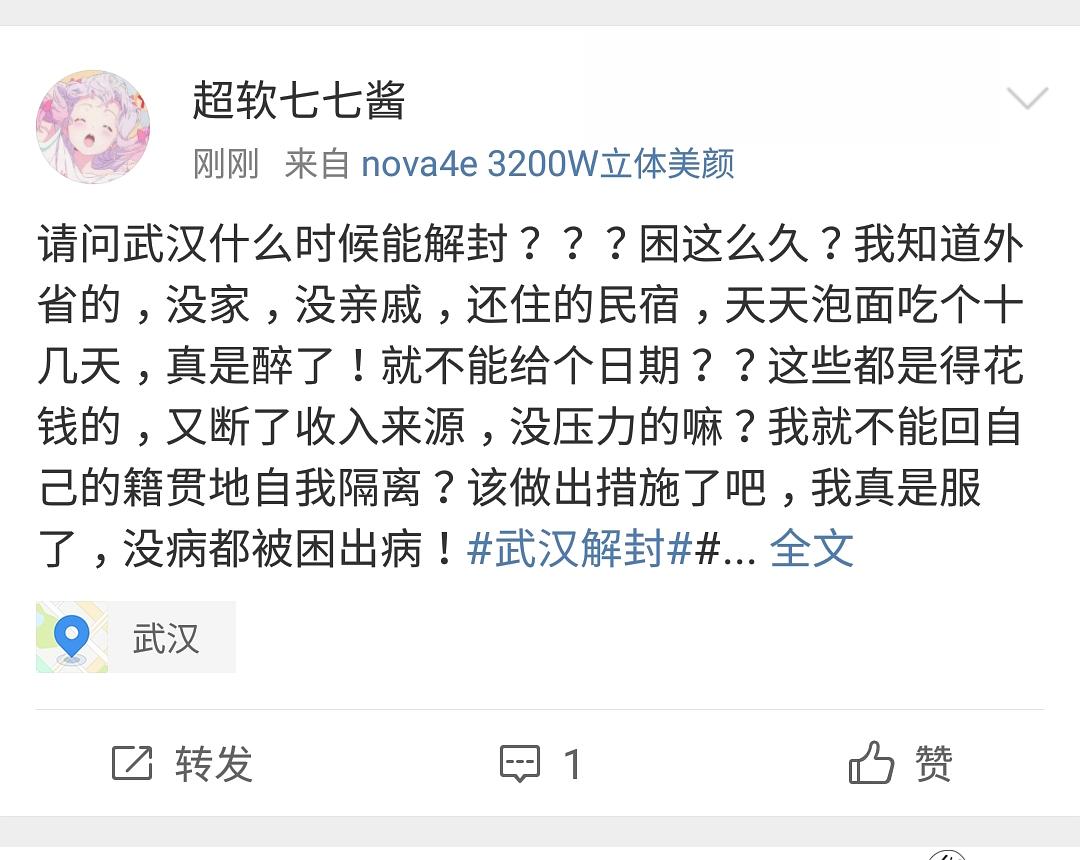 超软七七酱
刚刚 来自 nova4e 3200W立体美颜
请问武汉什么时候能解封？？？困这么久？我知道外
省的，没家，没亲戚，还住的民宿，天天泡面吃个十
几天，真是醉了！就不能给个日期？？这些都是得花
钱的，又断了收入来源，没压力的嘛？我就不能回自
己的籍贯地自我隔离？该做出措施了吧，我真是服
了，没病都被困出病！#武汉解封##... 全文
武汉
转发 1 赞